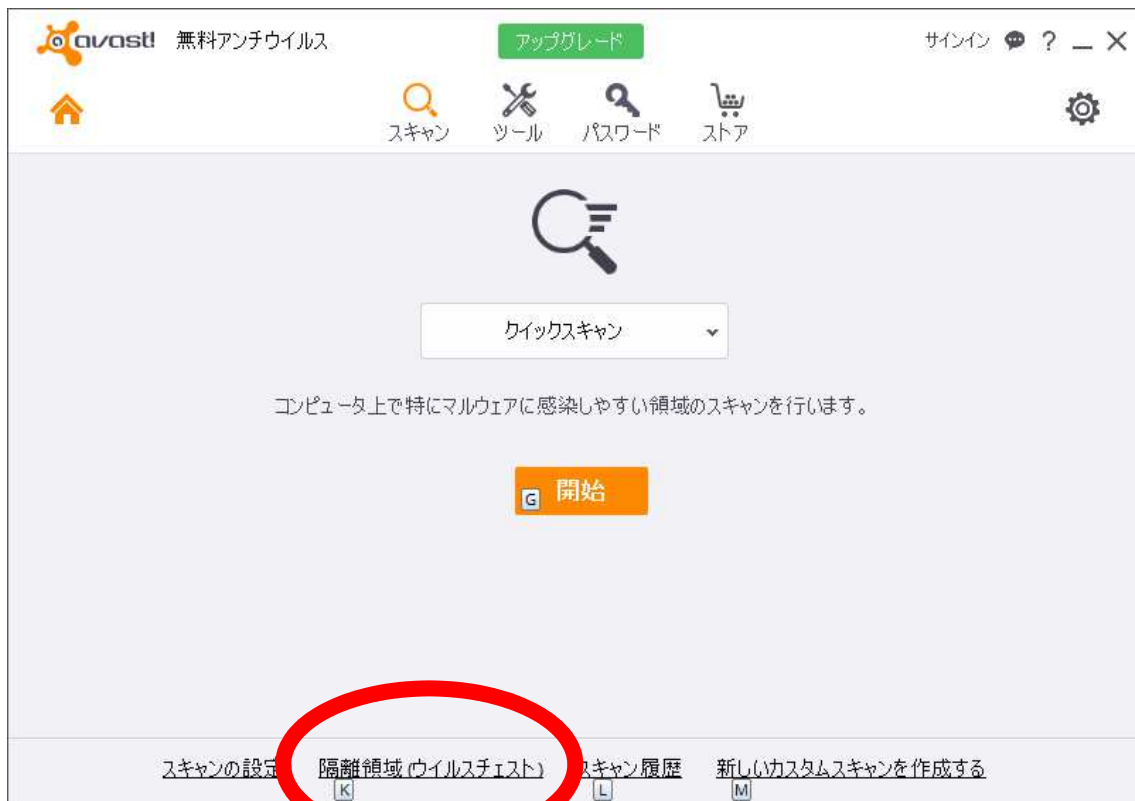 avast! 無料アンチウイルス アップグレード サインイン ?
スキャン ツール パスワード ストア
クイックスキャン
コンピュータ上で特にマルウェアに感染しやすい領域のスキャンを行います。
G 開始
スキャンの設定 隔離領域(ウイルスチェスト) スキャン履歴 新しいカスタムスキャンを作成する
K L M